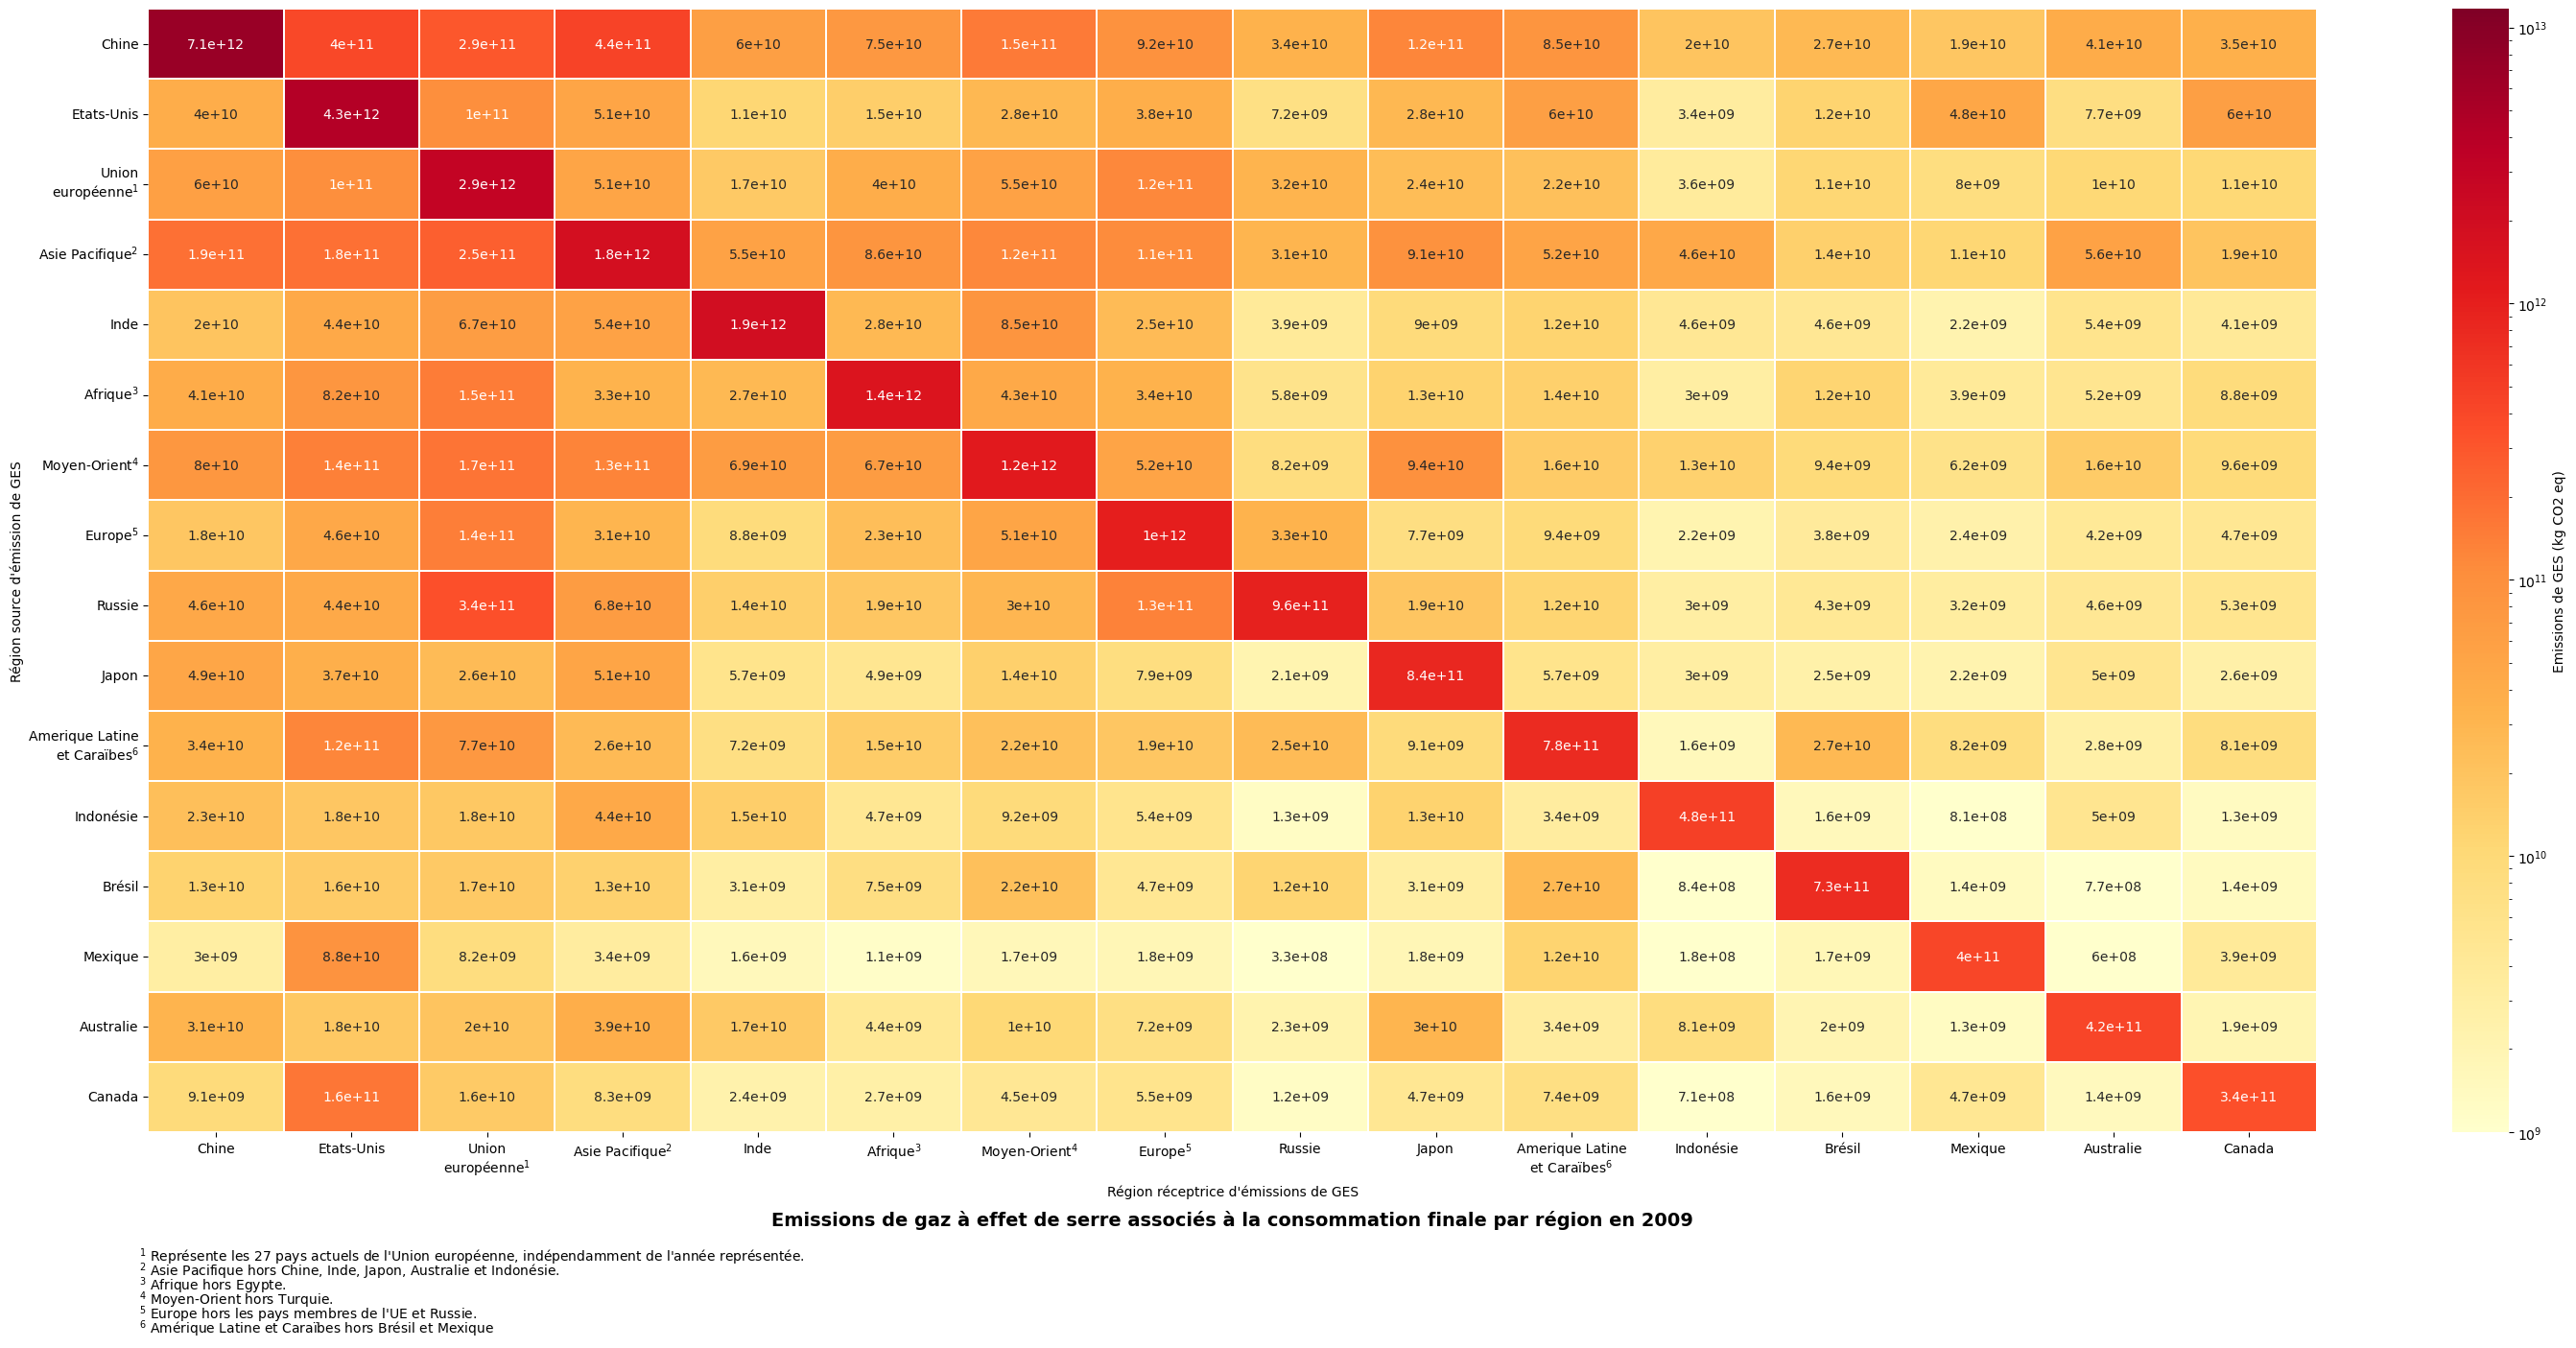 Chine 7.1e+12 4e+11 2.9e+11 4.4e+11 6e+10 7.5e+10 1.5e+11 9.2e+10 3.4e+10 1.2e+11 8.5e+10 2e+10 2.7e+10 1.9e+10 4.1e+10 3.5e+10
Etats-Unis 4e+10 4.3e+12 1e+11 5.1e+10 1.1e+10 1.5e+10 2.8e+10 3.8e+10 7.2e+09 2.8e+10 6e+10 3.4e+09 1.2e+10 4.8e+10 7.7e+09 6e+10
Union
européenne¹ 6e+10 1e+11 2.9e+12 5.1e+10 1.7e+10 4e+10 5.5e+10 1.2e+11 3.2e+10 2.4e+10 2.2e+10 3.6e+09 1.1e+10 8e+09 1e+10 1.1e+10
Asie Pacifique² 1.9e+11 1.8e+11 2.5e+11 1.8e+12 5.5e+10 8.6e+10 1.2e+11 1.1e+11 3.1e+10 9.1e+10 5.2e+10 4.6e+10 1.4e+10 1.1e+10 5.6e+10 1.9e+10
Inde 2e+10 4.4e+10 6.7e+10 5.4e+10 1.9e+12 2.8e+10 8.5e+10 2.5e+10 3.9e+09 9e+09 1.2e+10 4.6e+09 4.6e+09 2.2e+09 5.4e+09 4.1e+09
Afrique³ 4.1e+10 8.2e+10 1.5e+11 3.3e+10 2.7e+10 1.4e+12 4.3e+10 3.4e+10 5.8e+09 1.3e+10 1.4e+10 3e+09 1.2e+10 3.9e+09 5.2e+09 8.8e+09
Moyen-Orient⁴ 8e+10 1.4e+11 1.7e+11 1.3e+11 6.9e+10 6.7e+10 1.2e+12 5.2e+10 8.2e+09 9.4e+10 1.6e+10 1.3e+10 9.4e+09 6.2e+09 1.6e+10 9.6e+09
Europe⁵ 1.8e+10 4.6e+10 1.4e+11 3.1e+10 8.8e+09 2.3e+10 5.1e+10 1e+12 3.3e+10 7.7e+09 9.4e+09 2.2e+09 3.8e+09 2.4e+09 4.2e+09 4.7e+09
Russie 4.6e+10 4.4e+10 3.4e+11 6.8e+10 1.4e+10 1.9e+10 3e+10 1.3e+11 9.6e+11 1.9e+10 1.2e+10 3e+09 4.3e+09 3.2e+09 4.6e+09 5.3e+09
Japon 4.9e+10 3.7e+10 2.6e+10 5.1e+10 5.7e+09 4.9e+09 1.4e+10 7.9e+09 2.1e+09 8.4e+11 5.7e+09 3e+09 2.5e+09 2.2e+09 5e+09 2.6e+09
Amerique Latine
et Caraïbes⁶ 3.4e+10 1.2e+11 7.7e+10 2.6e+10 7.2e+09 1.5e+10 2.2e+10 1.9e+10 2.5e+10 9.1e+09 7.8e+11 1.6e+09 2.7e+10 8.2e+09 2.8e+09 8.1e+09
Indonésie 2.3e+10 1.8e+10 1.8e+10 4.4e+10 1.5e+10 4.7e+09 9.2e+09 5.4e+09 1.3e+09 1.3e+10 3.4e+09 4.8e+11 1.6e+09 8.1e+08 5e+09 1.3e+09
Brésil 1.3e+10 1.6e+10 1.7e+10 1.3e+10 3.1e+09 7.5e+09 2.2e+10 4.7e+09 1.2e+10 3.1e+09 2.7e+10 8.4e+08 7.3e+11 1.4e+09 7.7e+08 1.4e+09
Mexique 3e+09 8.8e+10 8.2e+09 3.4e+09 1.6e+09 1.1e+09 1.7e+09 1.8e+09 3.3e+08 1.8e+09 1.2e+10 1.8e+08 1.7e+09 4e+11 6e+08 3.9e+09
Australie 3.1e+10 1.8e+10 2e+10 3.9e+10 1.7e+10 4.4e+09 1e+10 7.2e+09 2.3e+09 3e+10 3.4e+09 8.1e+09 2e+09 1.3e+09 4.2e+11 1.9e+09
Canada 9.1e+09 1.6e+11 1.6e+10 8.3e+09 2.4e+09 2.7e+09 4.5e+09 5.5e+09 1.2e+09 4.7e+09 7.4e+09 7.1e+08 1.6e+09 4.7e+09 1.4e+09 3.4e+11
Région source d'émission de GES
Chine Etats-Unis Union Asie Pacifique² Inde Afrique³ Moyen-Orient⁴ Europe⁵ Russie Japon Amerique Latine Indonésie Brésil Mexique Australie Canada
européenne¹ et Caraïbes⁶
Région réceptrice d'émissions de GES
10¹³
10¹²
10¹¹
10¹⁰
10⁹
Emissions de GES (kg CO2 eq)
Emissions de gaz à effet de serre associés à la consommation finale par région en 2009
¹ Représente les 27 pays actuels de l'Union européenne, indépendamment de l'année représentée.
² Asie Pacifique hors Chine, Inde, Japon, Australie et Indonésie.
³ Afrique hors Egypte.
⁴ Moyen-Orient hors Turquie.
⁵ Europe hors les pays membres de l'UE et Russie.
⁶ Amérique Latine et Caraïbes hors Brésil et Mexique